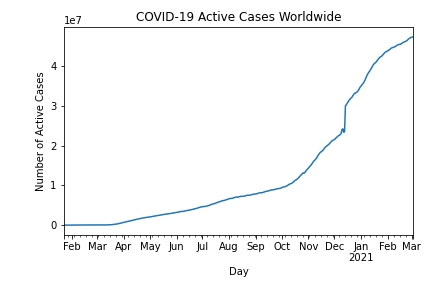 COVID-19 Active Cases Worldwide
1e7
Number of Active Cases
4
3
2
1
0
Feb Mar Apr May Jun Jul Aug Sep Oct Nov Dec Jan Feb Mar
2021
Day